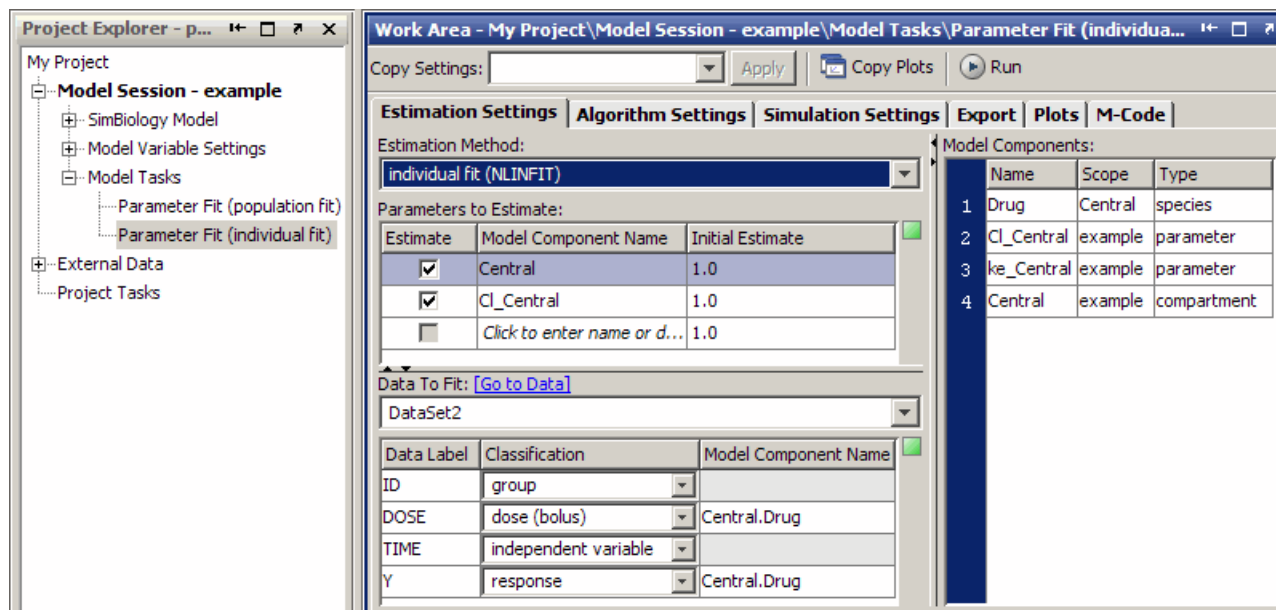 Project Explorer - p...
My Project
Model Session - example
SimBiology Model
Model Variable Settings
Model Tasks
Parameter Fit (population fit)
Parameter Fit (individual fit)
External Data
Project Tasks
Work Area - My Project\Model Session - example\Model Tasks\Parameter Fit (individua...
Copy Settings: Apply Copy Plots Run
Estimation Settings Algorithm Settings Simulation Settings Export Plots M-Code
Estimation Method:
individual fit (NLINFIT)
Parameters to Estimate:
Estimate Model Component Name Initial Estimate
Central 1.0
Cl_Central 1.0
Click to enter name or d... 1.0
Data To Fit: [Go to Data]
DataSet2
Data Label Classification Model Component Name
ID group
DOSE dose (bolus) Central.Drug
TIME independent variable
Y response Central.Drug
Model Components:
Name Scope Type
1 Drug Central species
2 Cl_Central example parameter
3 ke_Central example parameter
4 Central example compartment